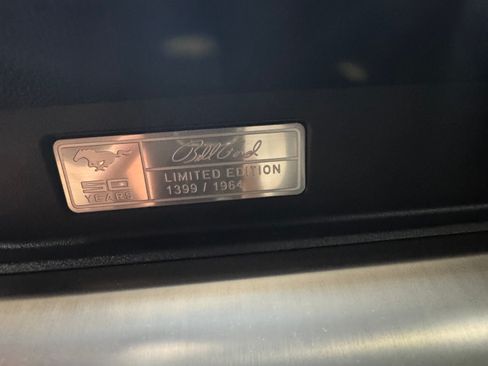 50
YEARS
Bill Ford
LIMITED EDITION
1399 / 1964